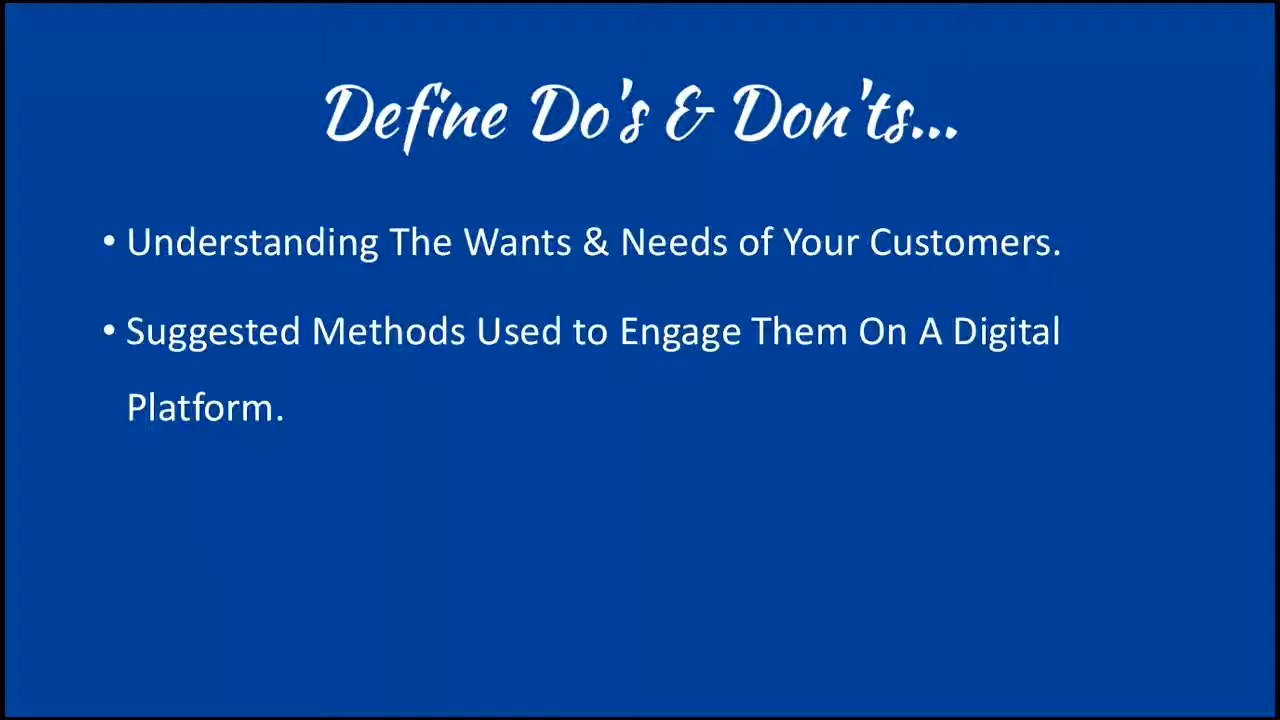 Define Do's & Don'ts...
• Understanding The Wants & Needs of Your Customers.
• Suggested Methods Used to Engage Them On A Digital
Platform.